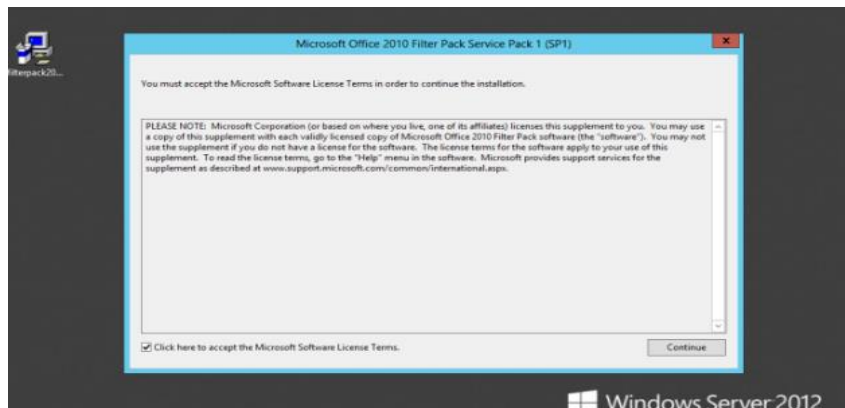 Microsoft Office 2010 Filter Pack Service Pack 1 (SP1)
filterpack20...
You must accept the Microsoft Software License Terms in order to continue the installation.
PLEASE NOTE: Microsoft Corporation (or based on where you live, one of its affiliates) licenses this supplement to you. You may use
a copy of this supplement with each validly licensed copy of Microsoft Office 2010 Filter Pack software (the "software"). You may not
use the supplement if you do not have a license for the software. The license terms for the software apply to your use of this
supplement. To read the license terms, go to the "Help" menu in the software. Microsoft provides support services for the
supplement as described at www.support.microsoft.com/common/international.aspx.
Click here to accept the Microsoft Software License Terms.
Continue
Windows Server 2012